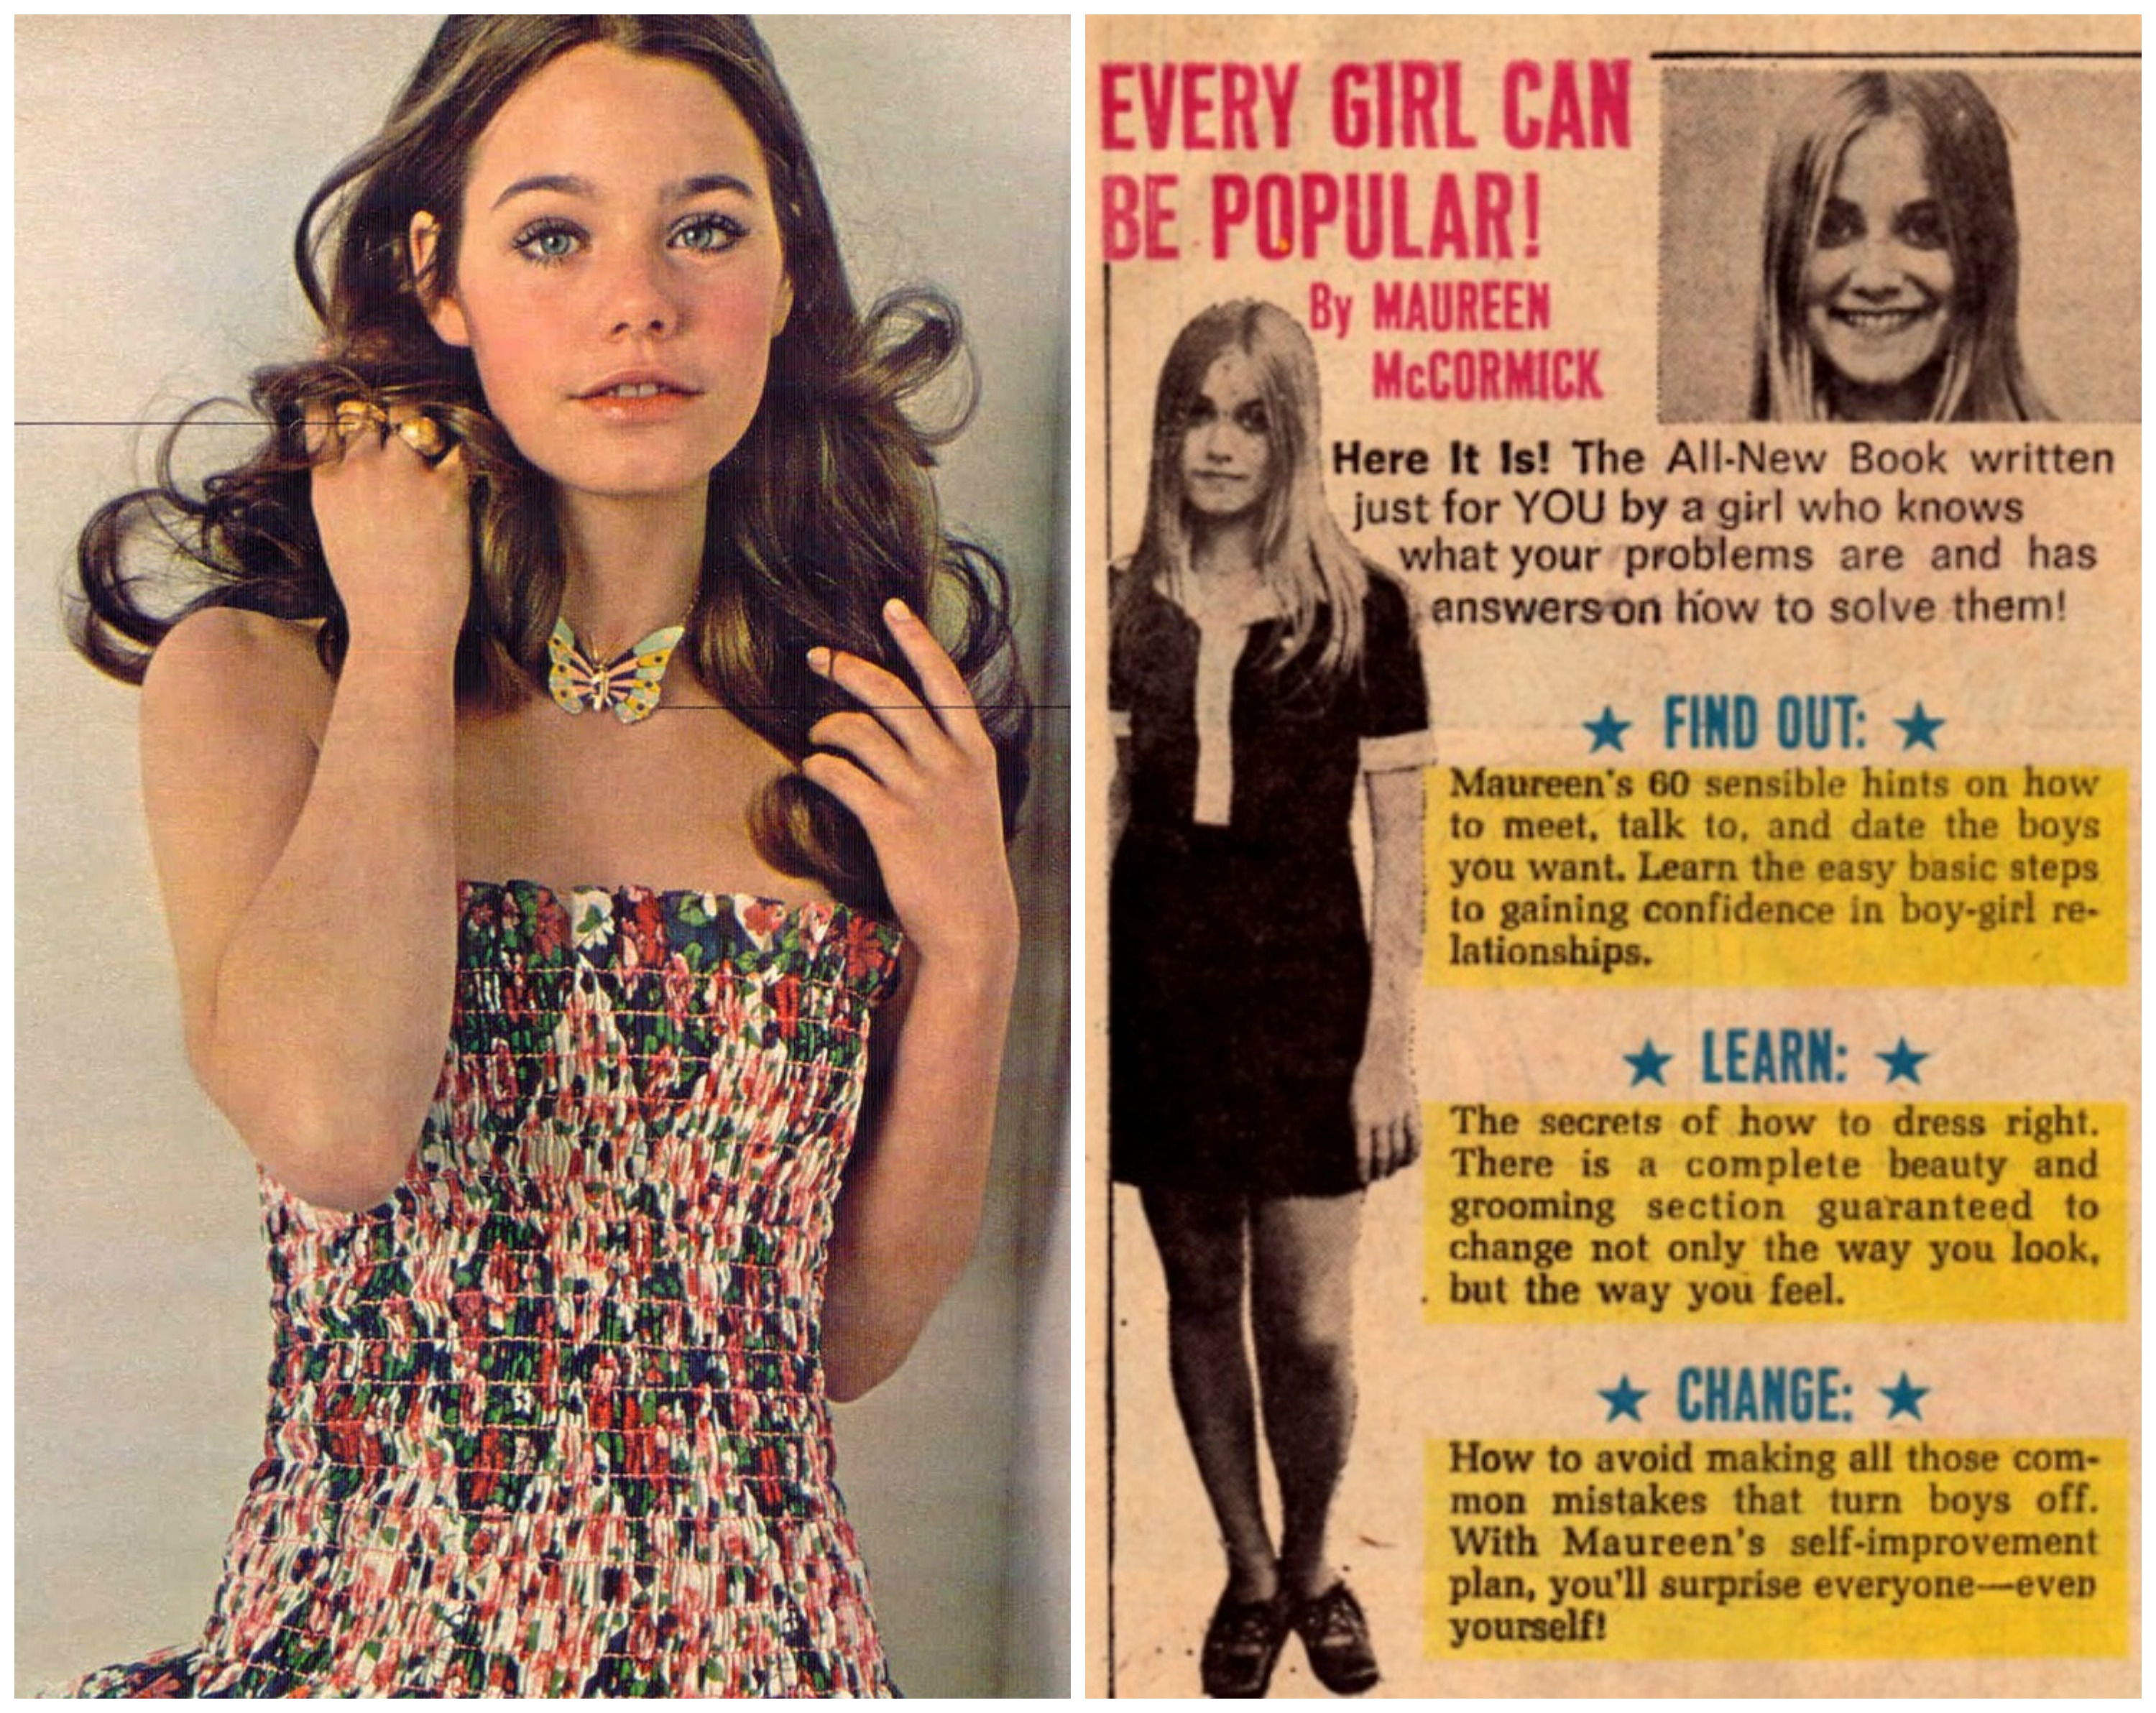 EVERY GIRL CAN
BE POPULAR!
By MAUREEN
McCORMICK
Here It Is! The All-New Book written
just for YOU by a girl who knows
what your problems are and has
answers on how to solve them!
★ FIND OUT: ★
Maureen's 60 sensible hints on how
to meet, talk to, and date the boys
you want. Learn the easy basic steps
to gaining confidence in boy-girl re-
lationships.
★ LEARN: ★
The secrets of how to dress right.
There is a complete beauty and
grooming section guaranteed to
change not only the way you look,
but the way you feel.
★ CHANGE: ★
How to avoid making all those com-
mon mistakes that turn boys off.
With Maureen's self-improvement
plan, you'll surprise everyone—even
yourself!